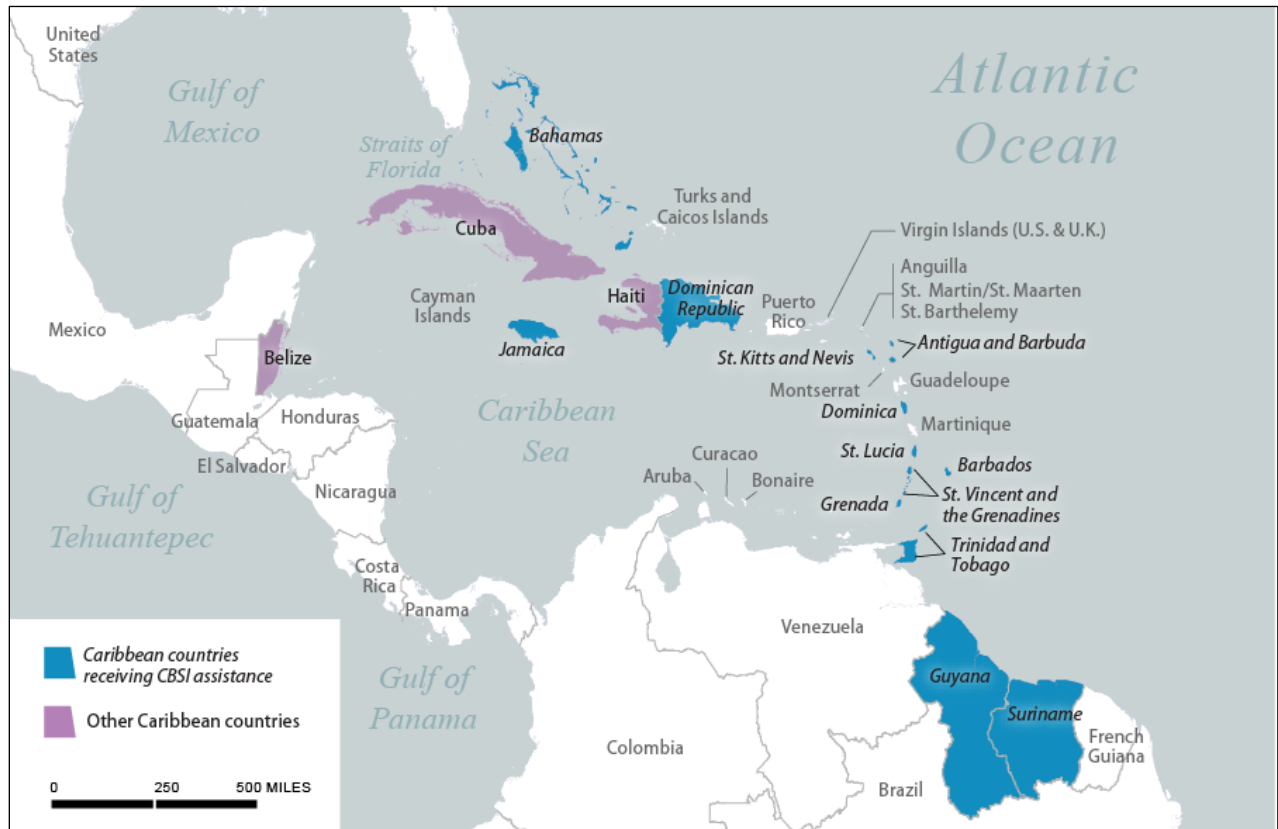 United
States
Gulf of
Mexico
Atlantic
Ocean
Straits of
Florida
Bahamas
Turks and
Caicos Islands
Cuba
Virgin Islands (U.S. & U.K.)
Anguilla
St. Martin/St. Maarten
St. Barthelemy
Cayman
Islands
Haiti
Dominican
Republic
Puerto
Rico
Mexico
Jamaica
Belize
St. Kitts and Nevis
Antigua and Barbuda
Montserrat
Guadeloupe
Guatemala
Honduras
Caribbean
Sea
Dominica
Martinique
El Salvador
St. Lucia
Barbados
Curacao
Aruba
Bonaire
Nicaragua
Grenada
St. Vincent and
the Grenadines
Gulf of
Tehuantepec
Trinidad and
Tobago
Costa
Rica
Panama
Venezuela
Guyana
Suriname
French
Guiana
Gulf of
Panama
Colombia
Brazil
Caribbean countries
receiving CBSI assistance
Other Caribbean countries
0 250 500 MILES